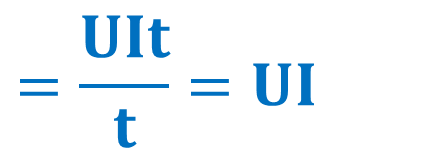 = UIt / t = UI